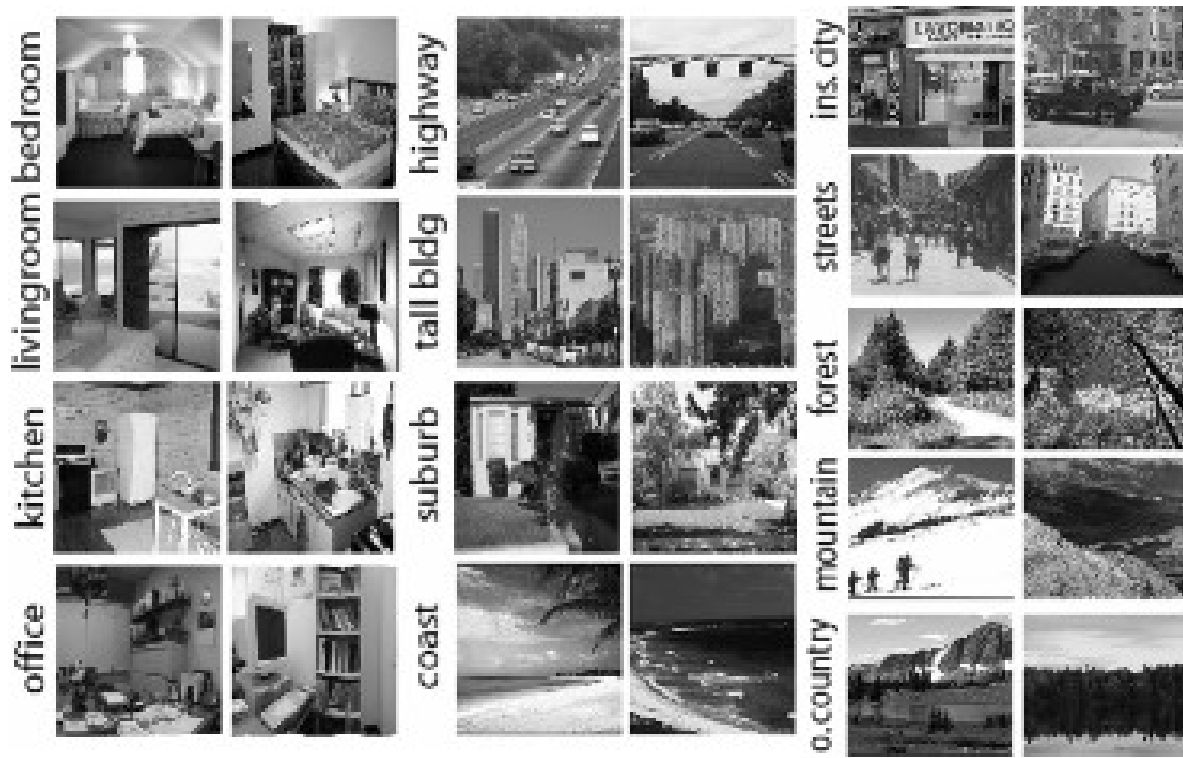 bedroom
livingroom
kitchen
office
highway
tall bldg
suburb
coast
ins. city
streets
forest
mountain
o.country